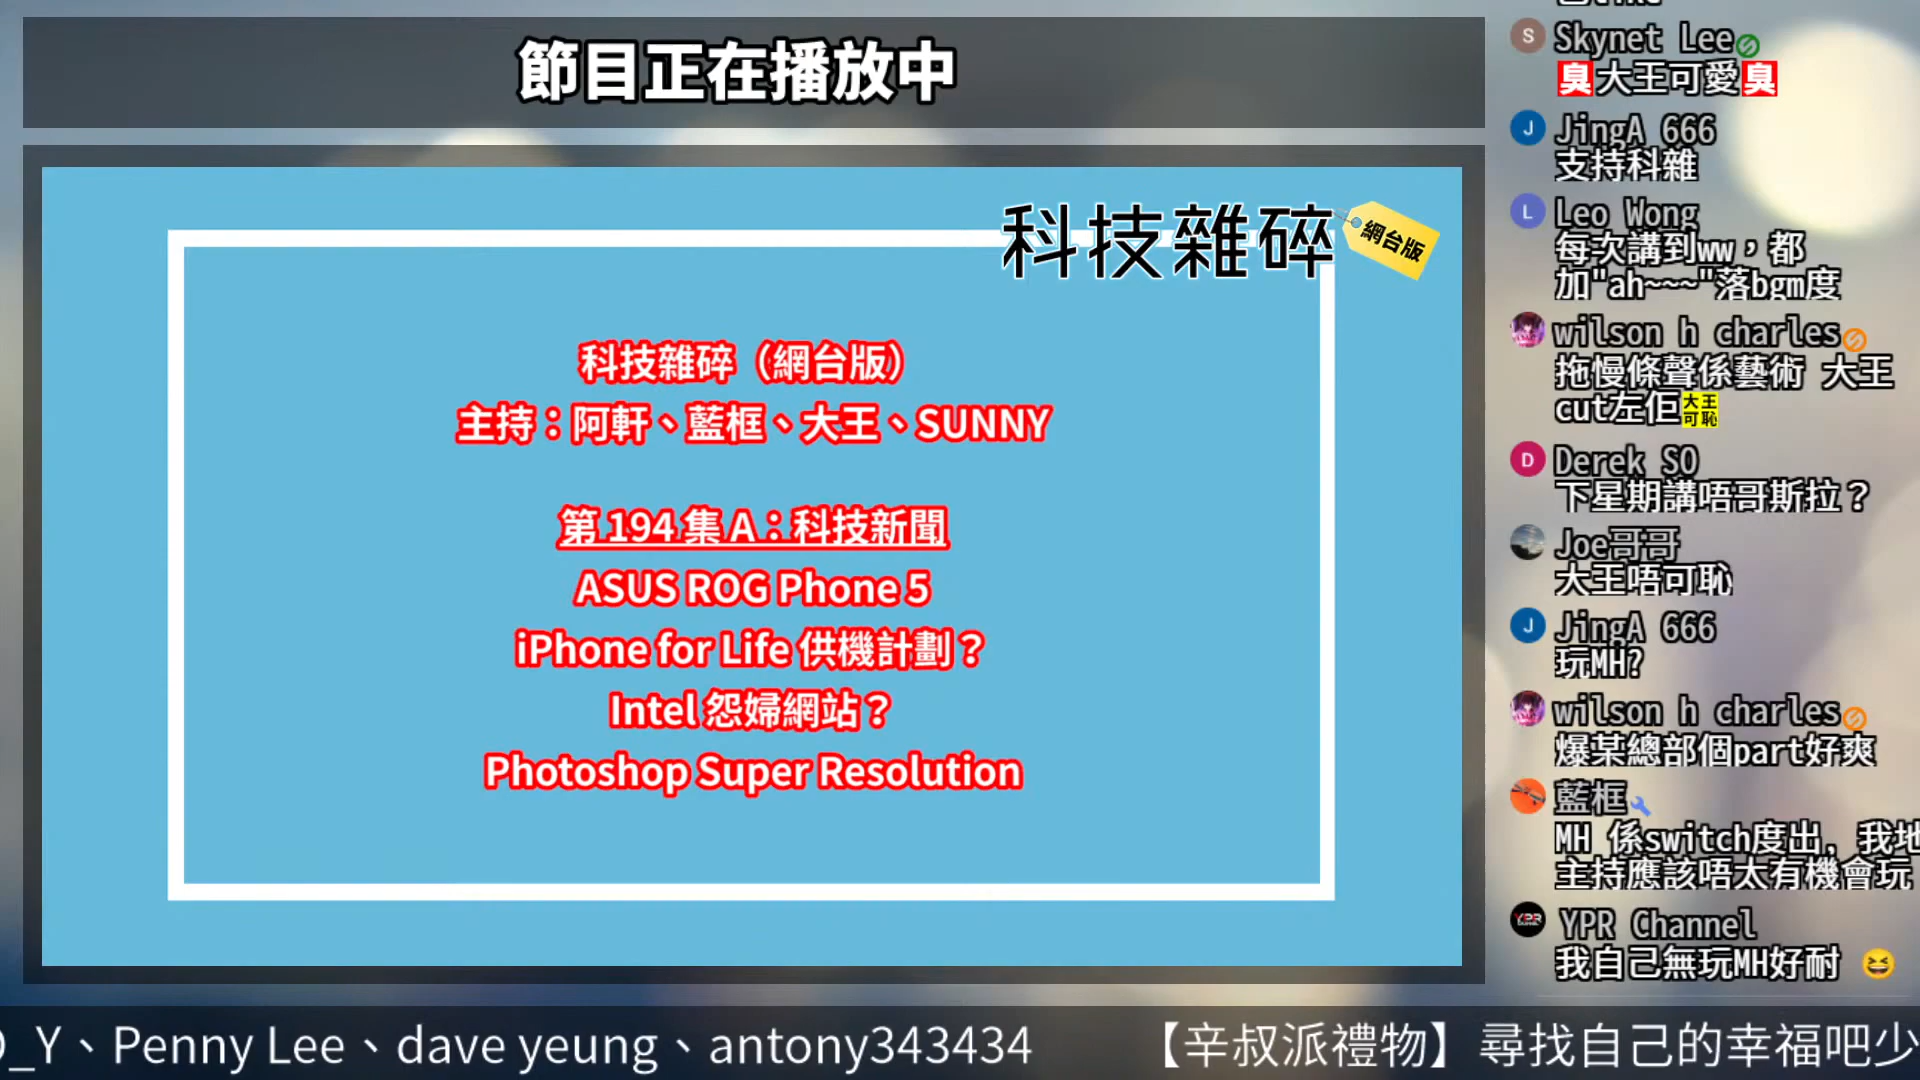 節目正在播放中
科技雜碎
網台版
科技雜碎（網台版）
主持：阿軒、藍框、大王、SUNNY
第 194 集 A：科技新聞
ASUS ROG Phone 5
iPhone for Life 供機計劃？
Intel 怨婦網站？
Photoshop Super Resolution
S
Skynet Lee
臭大王可愛臭
J
JingA 666
支持科雜
L
Leo Wong
每次講到ww，都
加"ah~~~"落bgm度
wilson h charles
拖慢條聲係藝術 大王
cut左佢大王可恥
D
Derek SO
下星期講唔哥斯拉？
Joe哥哥
大王唔可恥
J
JingA 666
玩MH?
wilson h charles
爆某總部個part好爽
藍框
MH 係switch度出, 我地
主持應該唔太有機會玩
YPR
YPR Channel
我自己無玩MH好耐 😆
_Y、Penny Lee、dave yeung、antony343434 【辛叔派禮物】尋找自己的幸福吧少